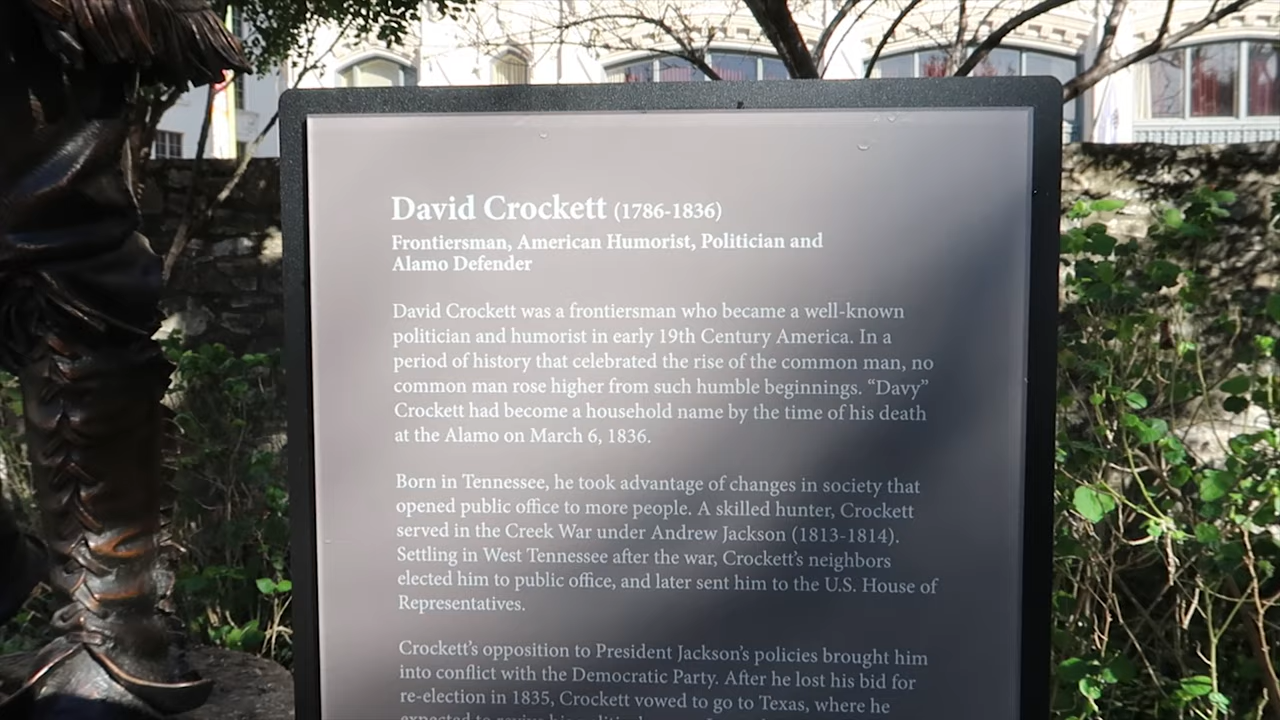 David Crockett (1786-1836)
Frontiersman, American Humorist, Politician and
Alamo Defender
David Crockett was a frontiersman who became a well-known
politician and humorist in early 19th Century America. In a
period of history that celebrated the rise of the common man, no
common man rose higher from such humble beginnings. “Davy”
Crockett had become a household name by the time of his death
at the Alamo on March 6, 1836.
Born in Tennessee, he took advantage of changes in society that
opened public office to more people. A skilled hunter, Crockett
served in the Creek War under Andrew Jackson (1813-1814).
Settling in West Tennessee after the war, Crockett’s neighbors
elected him to public office, and later sent him to the U.S. House of
Representatives.
Crockett’s opposition to President Jackson’s policies brought him
into conflict with the Democratic Party. After he lost his bid for
re-election in 1835, Crockett vowed to go to Texas, where he
expected to revive his political